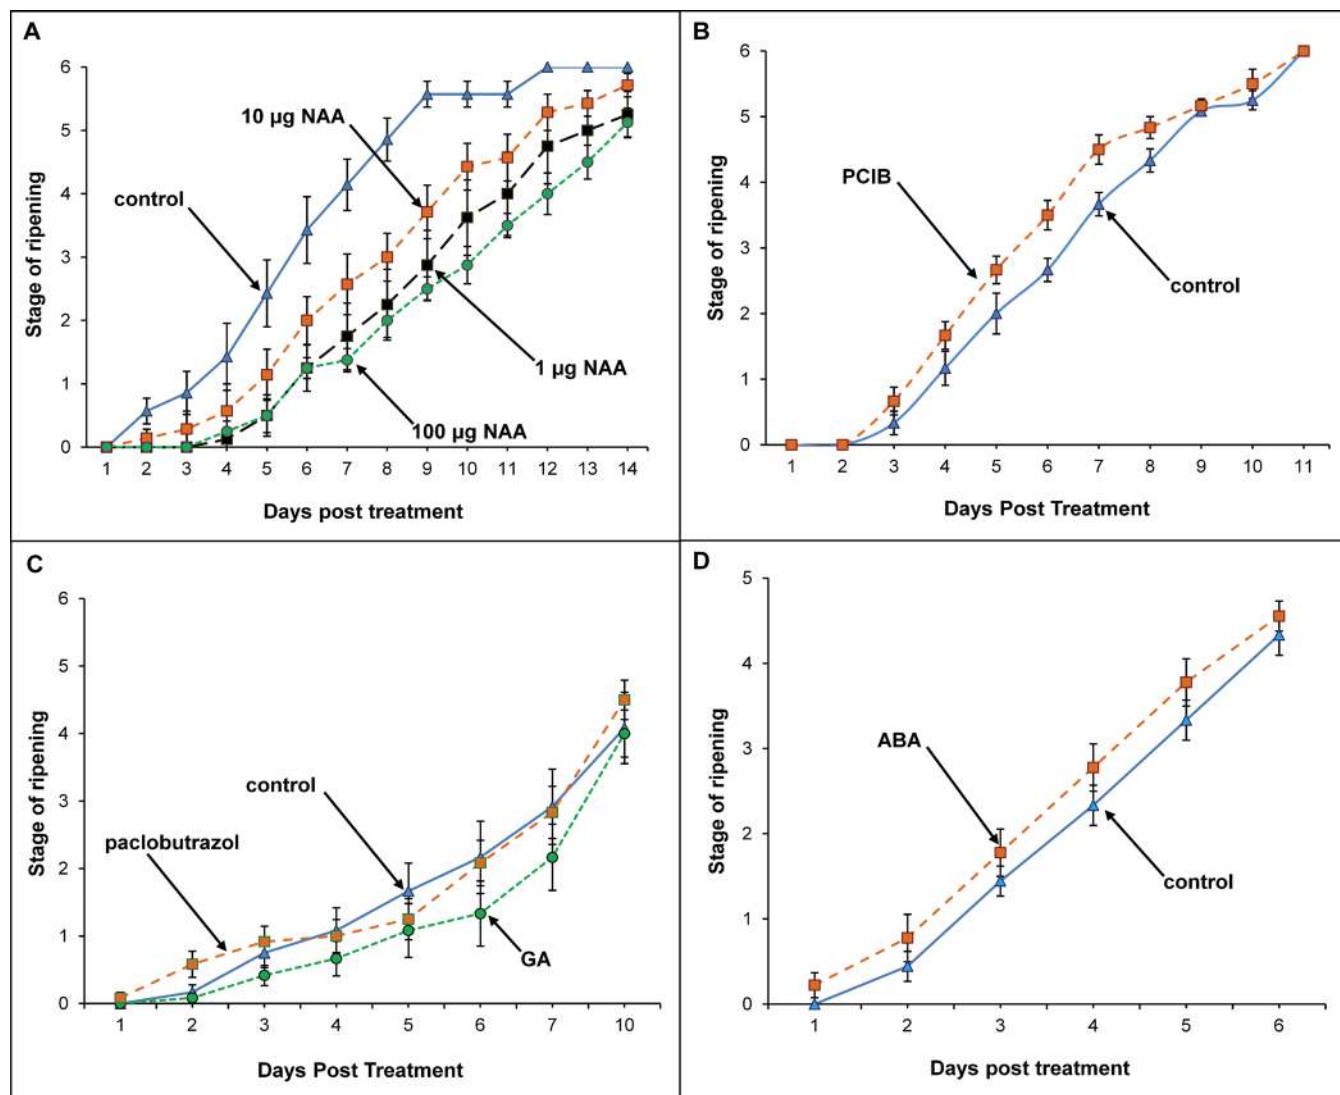 A
6
5
4
3
2
1
0
Stage of ripening
10 µg NAA
control
1 µg NAA
100 µg NAA
1 2 3 4 5 6 7 8 9 10 11 12 13 14
Days post treatment
B
6
5
4
3
2
1
0
Stage of ripening
PCIB
control
1 2 3 4 5 6 7 8 9 10 11
Days Post Treatment
C
6
5
4
3
2
1
0
Stage of ripening
control
paclobutrazol
GA
1 2 3 4 5 6 7 10
Days Post Treatment
D
5
4
3
2
1
0
Stage of ripening
ABA
control
1 2 3 4 5 6
Days post treatment